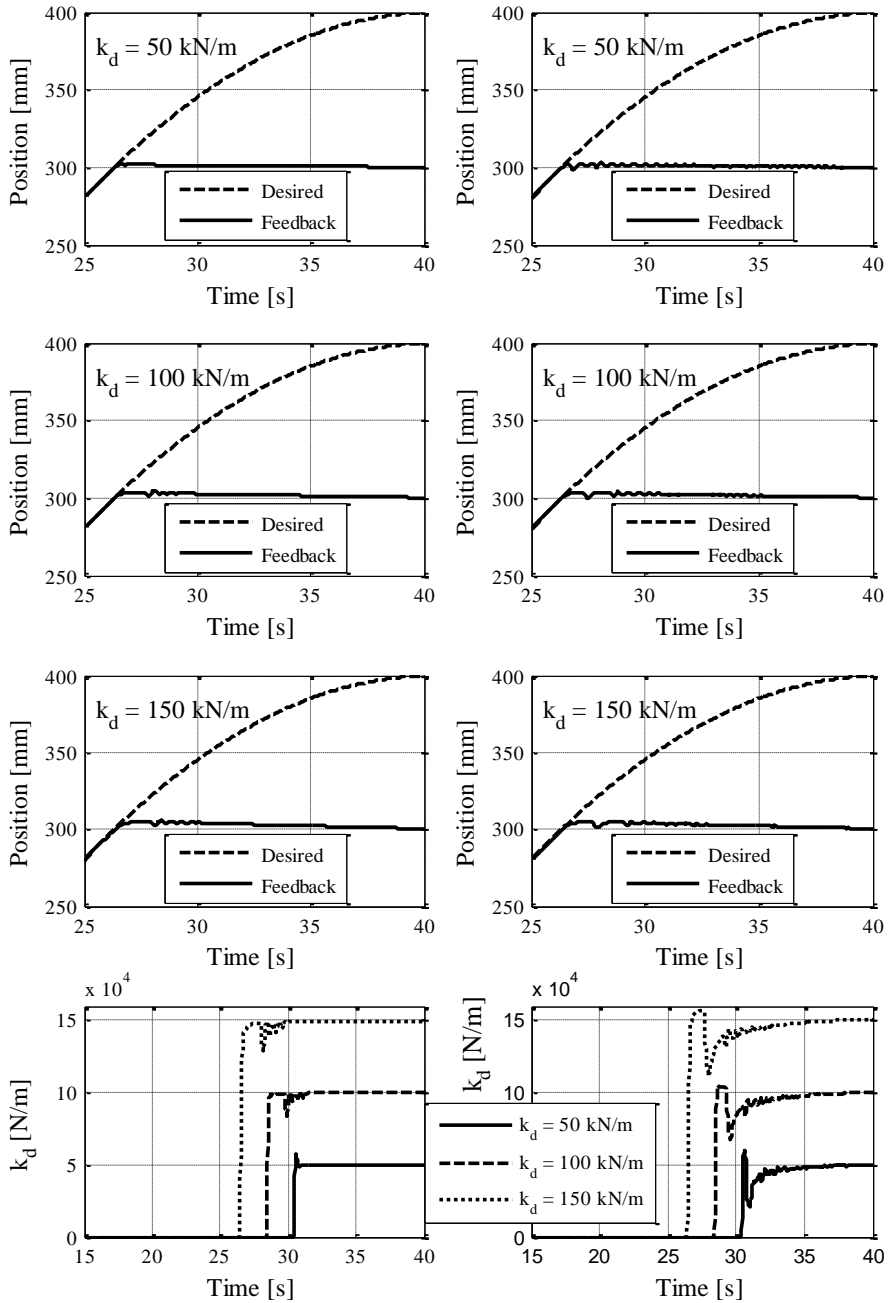 400
350
300
250
Position [mm]
k_d = 50 kN/m
Desired
Feedback
25 30 35 40
Time [s]
400
350
300
250
Position [mm]
k_d = 50 kN/m
Desired
Feedback
25 30 35 40
Time [s]
400
350
300
250
Position [mm]
k_d = 100 kN/m
Desired
Feedback
25 30 35 40
Time [s]
400
350
300
250
Position [mm]
k_d = 100 kN/m
Desired
Feedback
25 30 35 40
Time [s]
400
350
300
250
Position [mm]
k_d = 150 kN/m
Desired
Feedback
25 30 35 40
Time [s]
400
350
300
250
Position [mm]
k_d = 150 kN/m
Desired
Feedback
25 30 35 40
Time [s]
x 10^4
15
10
5
0
k_d [N/m]
15 20 25 30 35 40
Time [s]
x 10^4
15
10
5
0
k_d [N/m]
k_d = 50 kN/m
k_d = 100 kN/m
k_d = 150 kN/m
15 20 25 30 35 40
Time [s]